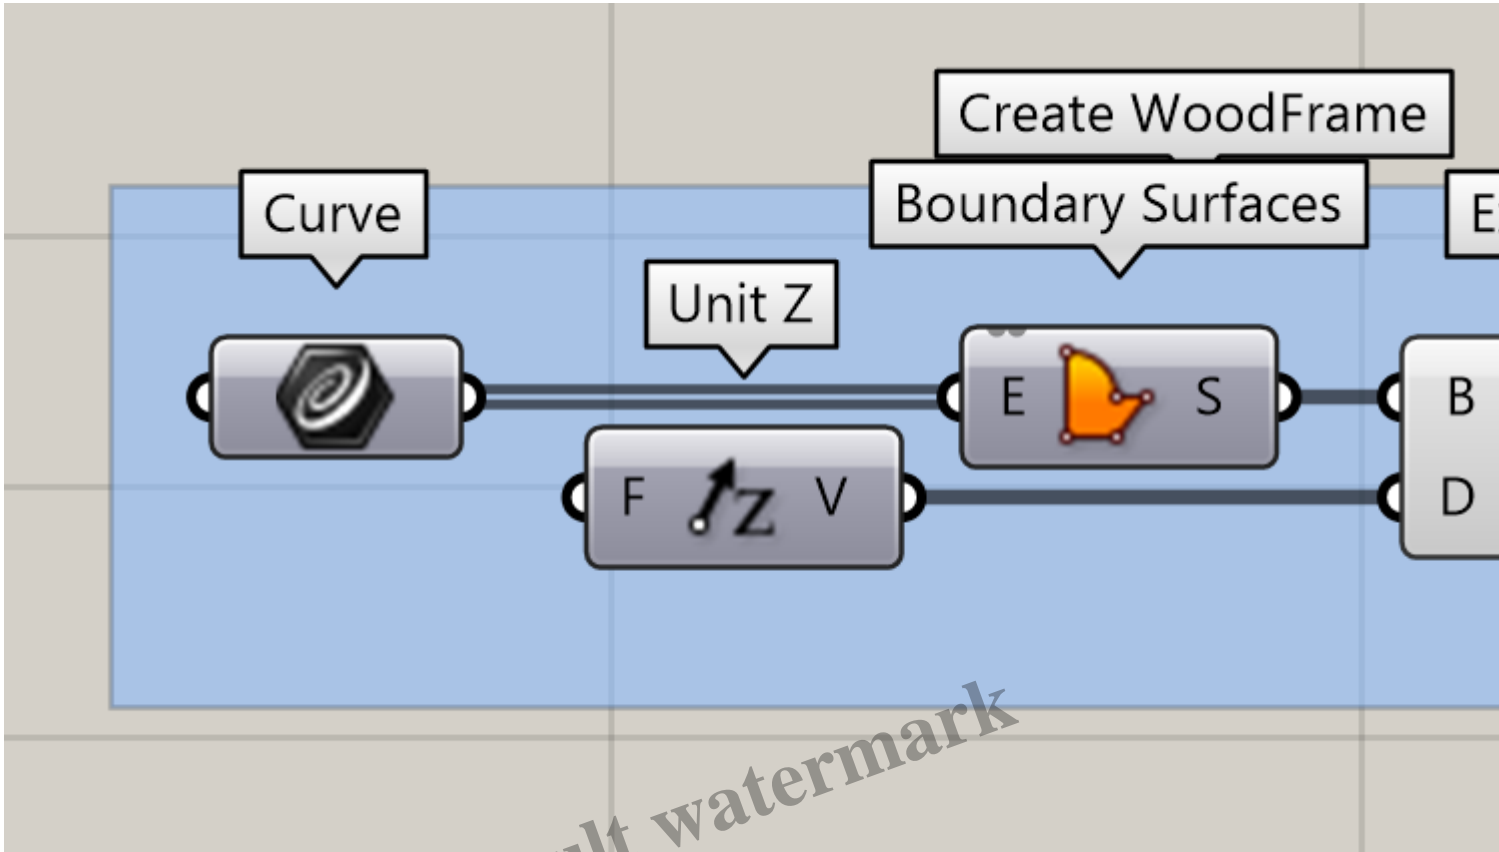 Create WoodFrame
Curve
Boundary Surfaces
Unit Z
E S
B
F Z V
D
watermark